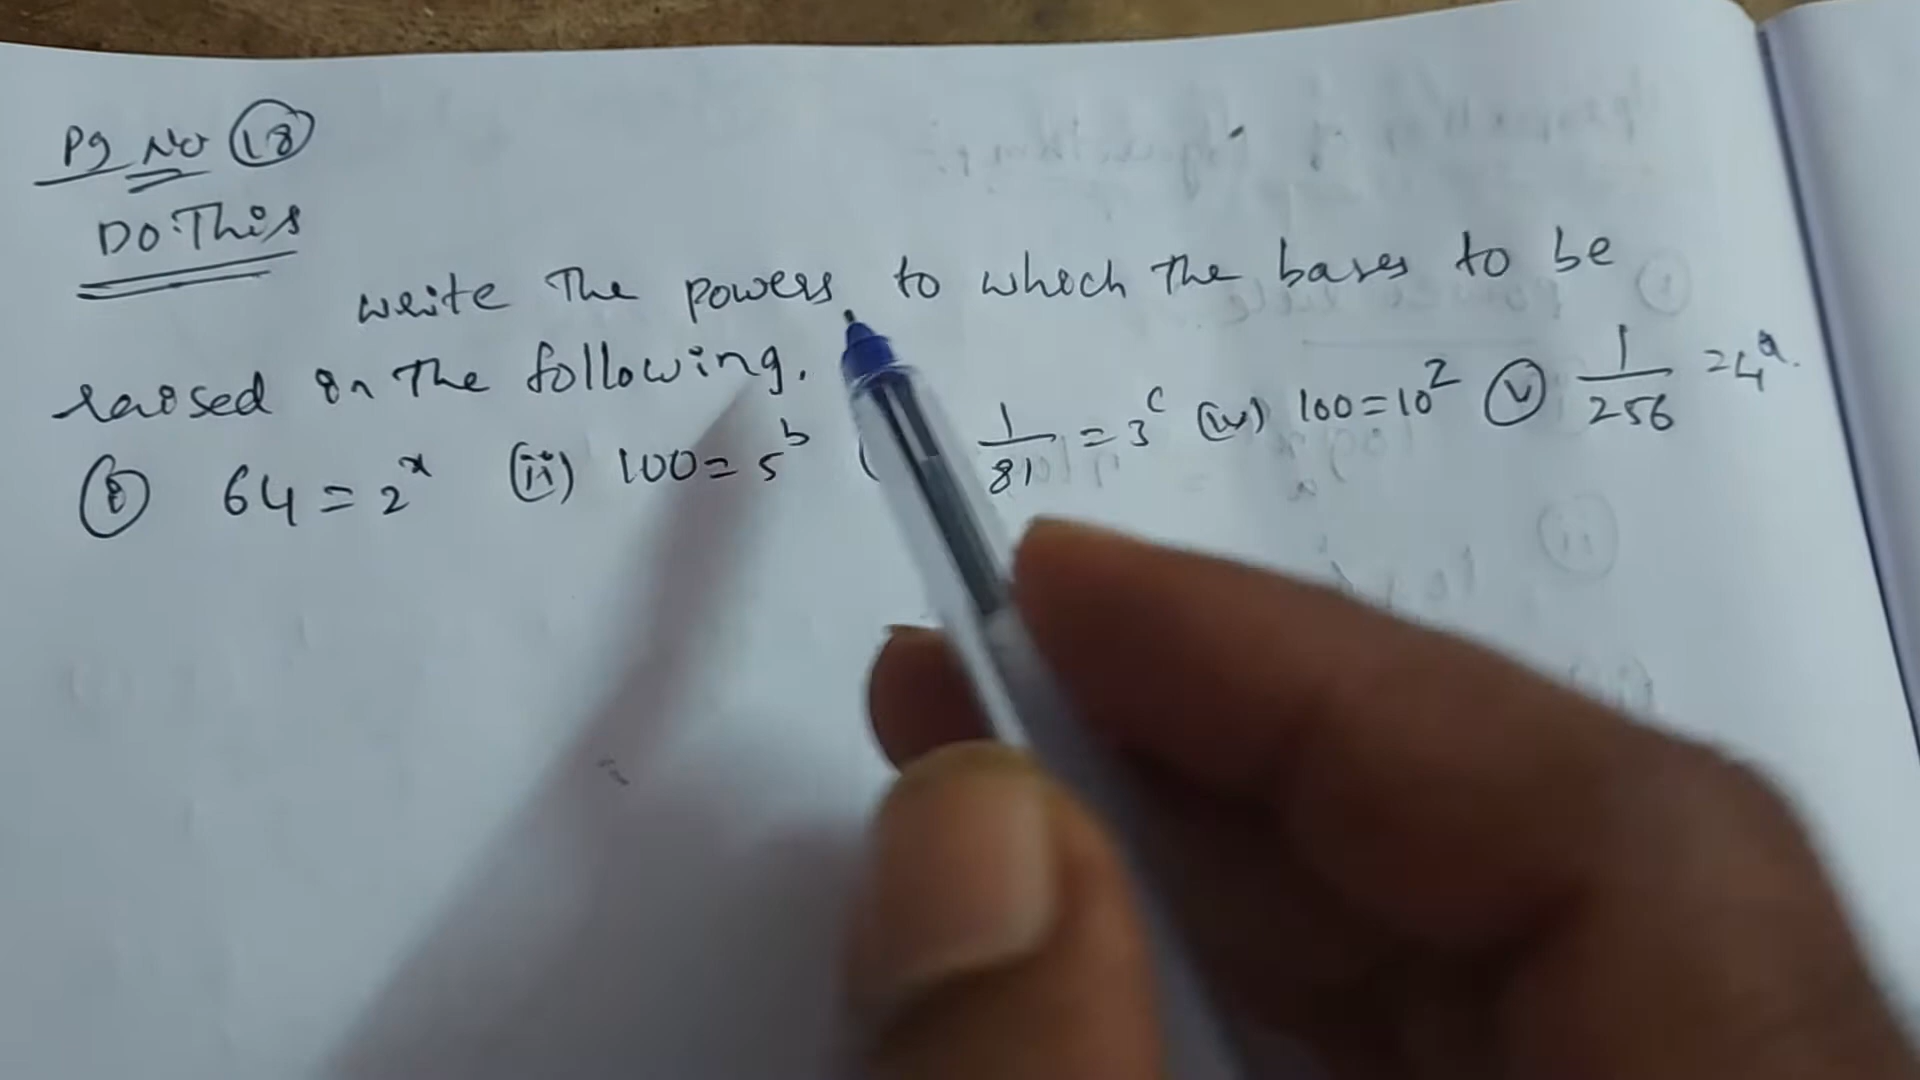 Pg No 18
Do This
write The powers to which the bases to be
raised in The following.
(i) 64 = 2^x (ii) 100 = 5^b ( 1/81 = 3^c (iv) 100 = 10^z (v) 1/256 = 4^a.